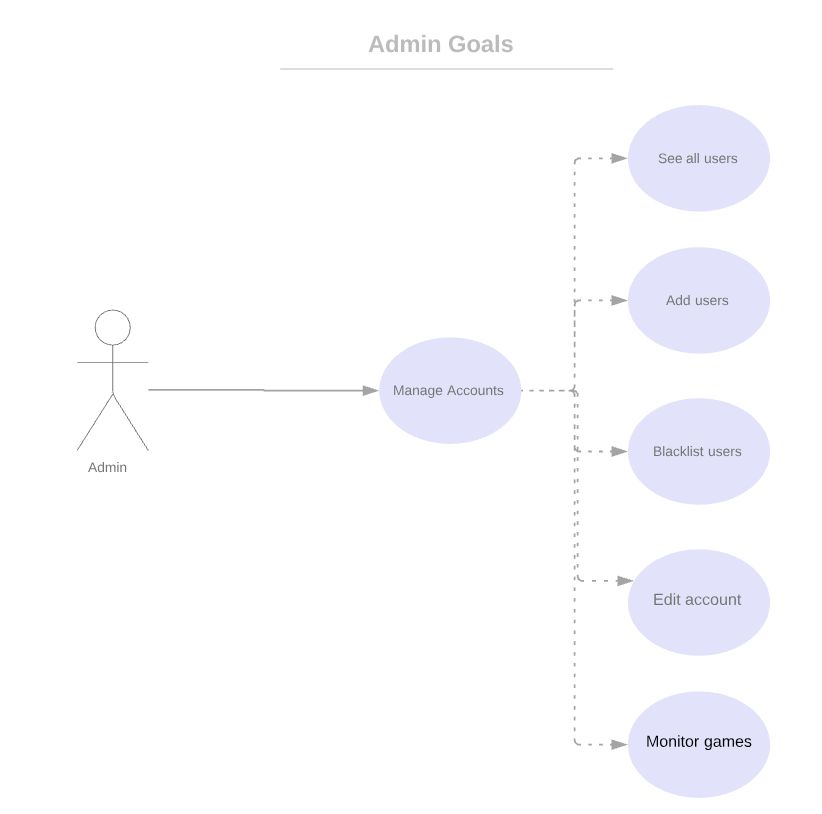 Admin Goals
See all users
Add users
Manage Accounts
Blacklist users
Admin
Edit account
Monitor games